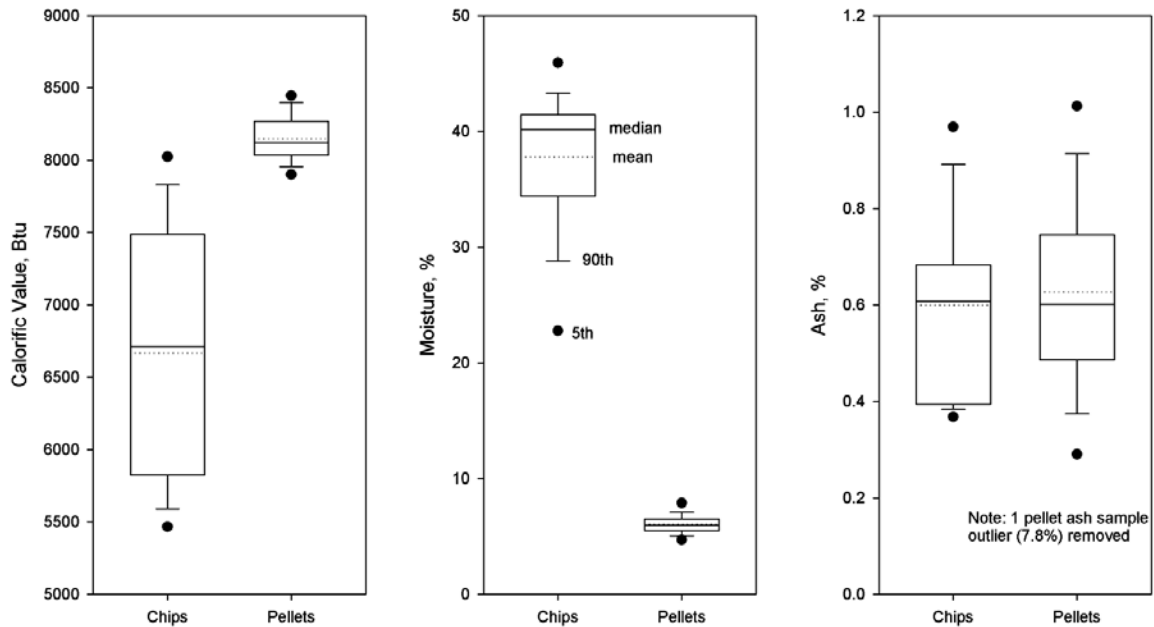 Calorific Value, Btu
9000
8500
8000
7500
7000
6500
6000
5500
5000
Chips
Pellets
Moisture, %
50
40
30
20
10
0
median
mean
90th
5th
Chips
Pellets
Ash, %
1.2
1.0
0.8
0.6
0.4
0.2
0.0
Note: 1 pellet ash sample
outlier (7.8%) removed
Chips
Pellets